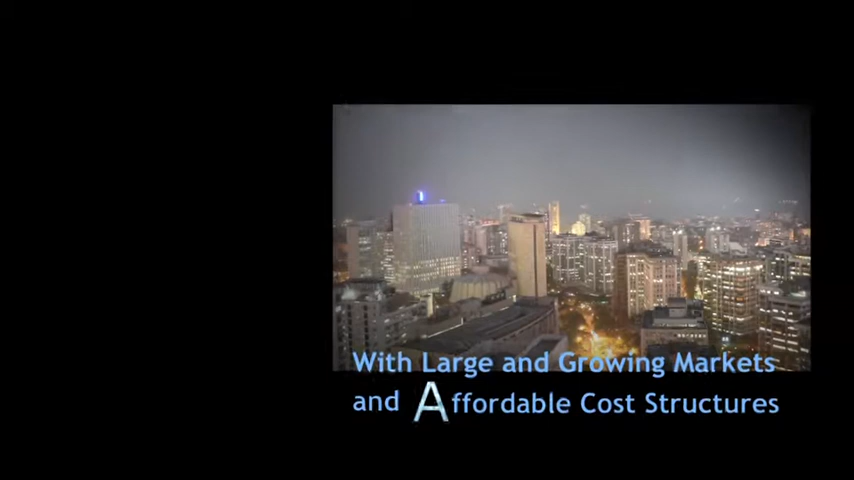 With Large and Growing Markets
and Affordable Cost Structures